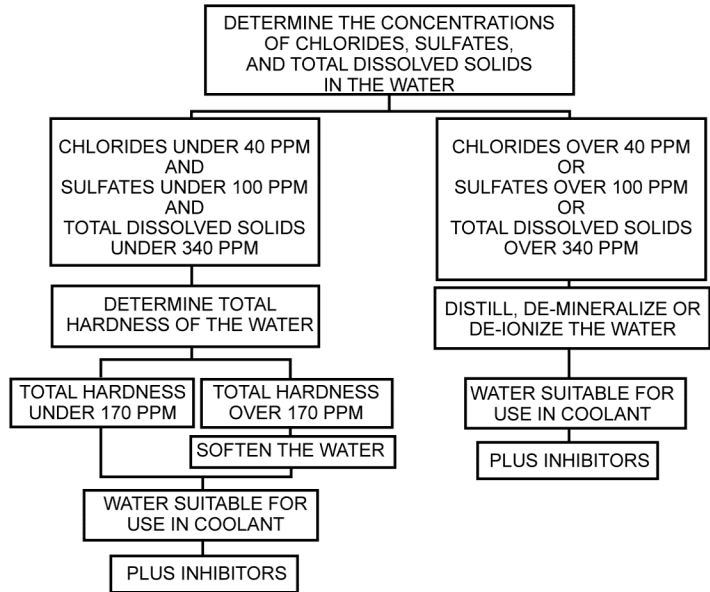 DETERMINE THE CONCENTRATIONS
OF CHLORIDES, SULFATES,
AND TOTAL DISSOLVED SOLIDS
IN THE WATER
CHLORIDES UNDER 40 PPM
AND
SULFATES UNDER 100 PPM
AND
TOTAL DISSOLVED SOLIDS
UNDER 340 PPM
DETERMINE TOTAL
HARDNESS OF THE WATER
TOTAL HARDNESS
UNDER 170 PPM
TOTAL HARDNESS
OVER 170 PPM
SOFTEN THE WATER
WATER SUITABLE FOR
USE IN COOLANT
PLUS INHIBITORS
CHLORIDES OVER 40 PPM
OR
SULFATES OVER 100 PPM
OR
TOTAL DISSOLVED SOLIDS
OVER 340 PPM
DISTILL, DE-MINERALIZE OR
DE-IONIZE THE WATER
WATER SUITABLE FOR
USE IN COOLANT
PLUS INHIBITORS